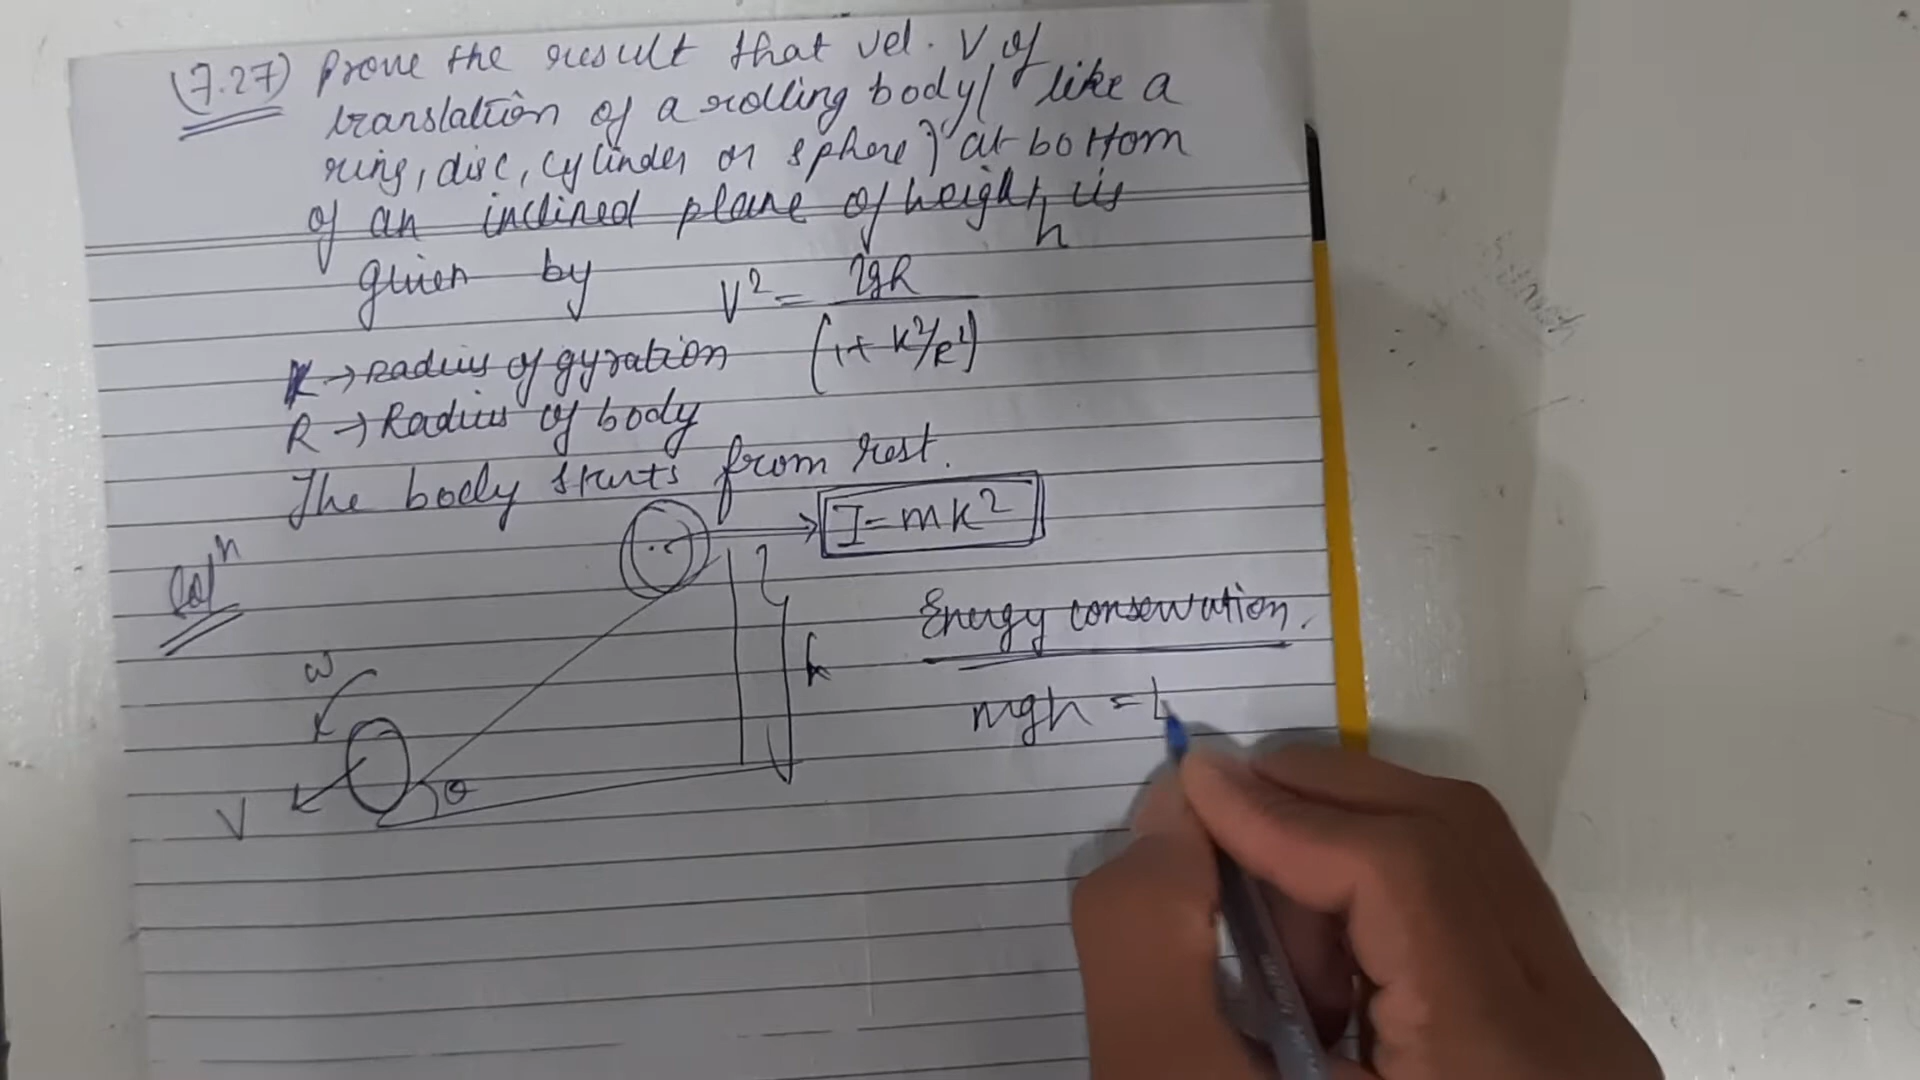 (7.27) Prove the result that vel. V of
translation of a rolling body (like a
ring, disc, cylinder or sphere) at bottom
of an inclined plane of height h is
given by V² = 2gh / (1 + K²/R²)
K → radius of gyration
R → Radius of body
The body starts from rest.
I = mK²
Solⁿ
Energy conservation.
h
ω
mgh =
θ
V